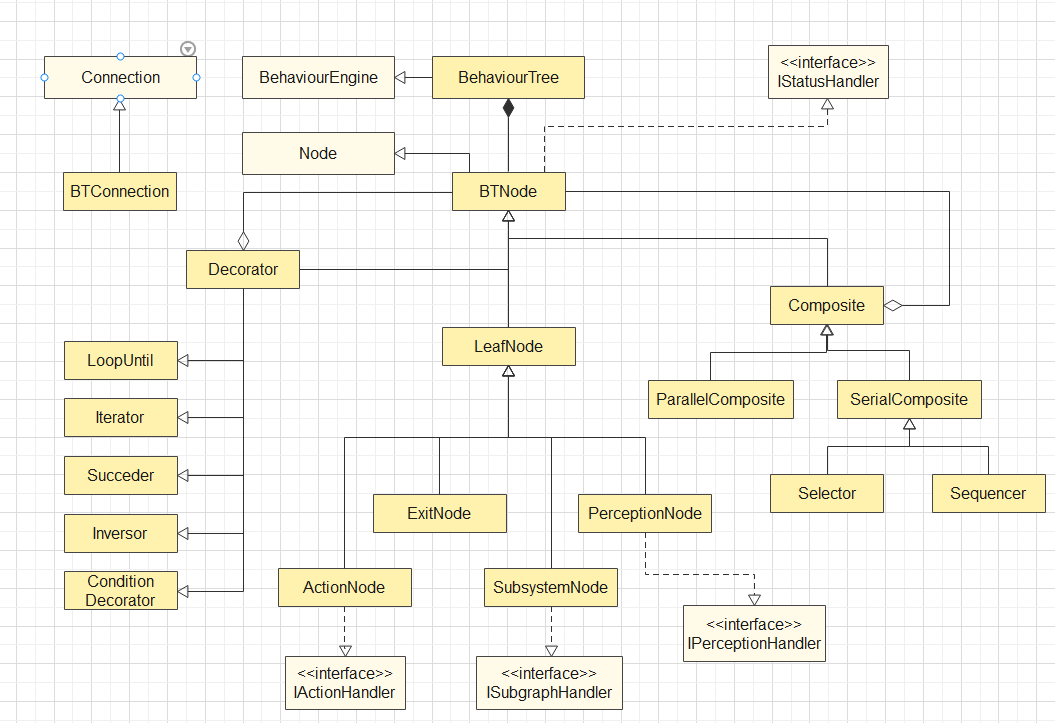 Connection
BehaviourEngine
BehaviourTree
<<interface>>
IStatusHandler
Node
BTConnection
BTNode
Decorator
Composite
LoopUntil
LeafNode
Iterator
ParallelComposite
SerialComposite
Succeder
Selector
Sequencer
Inversor
ExitNode
PerceptionNode
Condition
Decorator
ActionNode
SubsystemNode
<<interface>>
IPerceptionHandler
<<interface>>
IActionHandler
<<interface>>
ISubgraphHandler